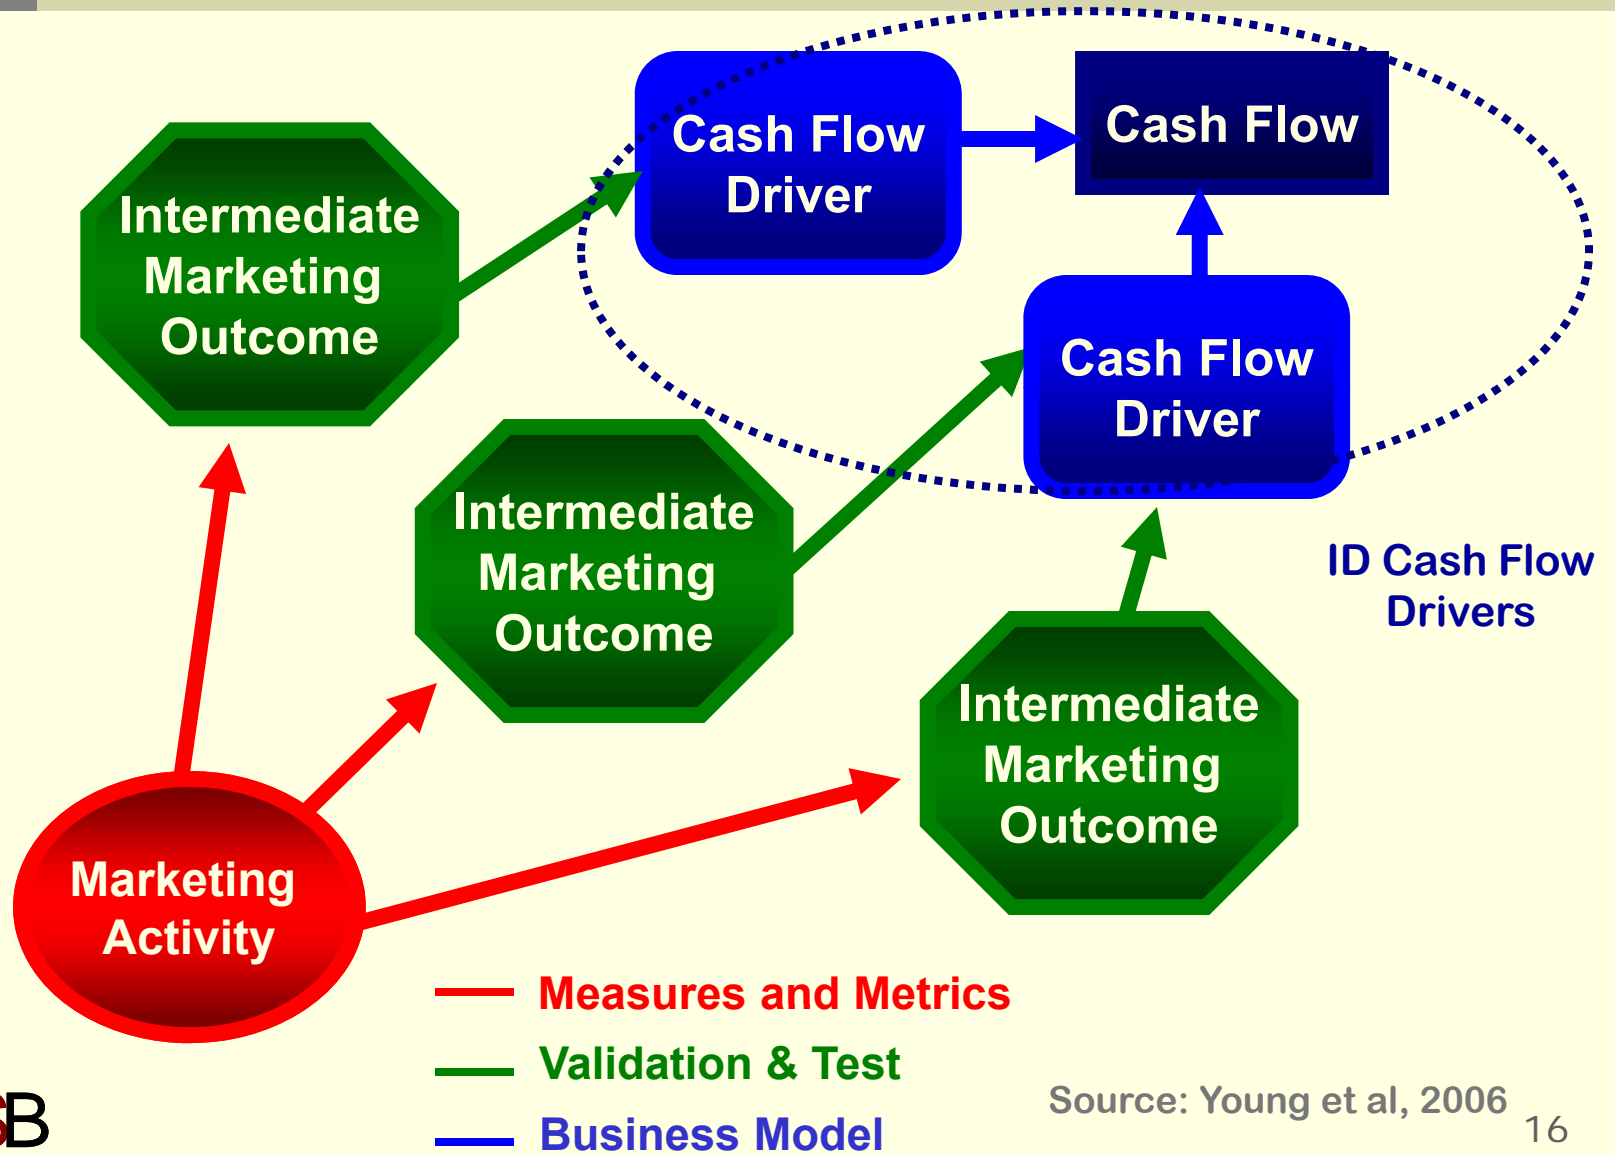 Cash Flow
Driver
Cash Flow
Intermediate
Marketing
Outcome
Cash Flow
Driver
Intermediate
Marketing
Outcome
ID Cash Flow
Drivers
Intermediate
Marketing
Outcome
Marketing
Activity
Measures and Metrics
Validation & Test
Business Model
Source: Young et al, 2006
16
B